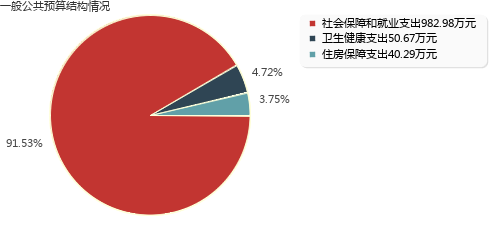 一般公共预算结构情况
社会保障和就业支出982.98万元
卫生健康支出50.67万元
住房保障支出40.29万元
4.72%
3.75%
91.53%